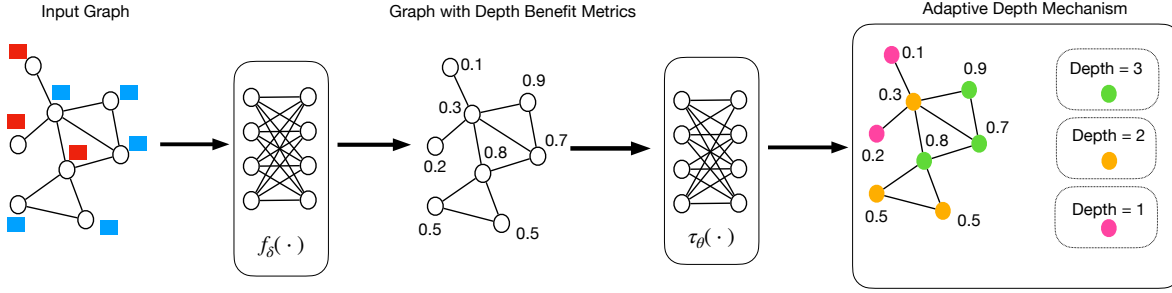 Input Graph
Graph with Depth Benefit Metrics
Adaptive Depth Mechanism
f_δ(·)
0.1
0.9
0.3
0.7
0.8
0.2
0.5
0.5
τ_θ(·)
0.1
0.9
0.3
0.7
0.8
0.2
0.5
0.5
Depth = 3
Depth = 2
Depth = 1